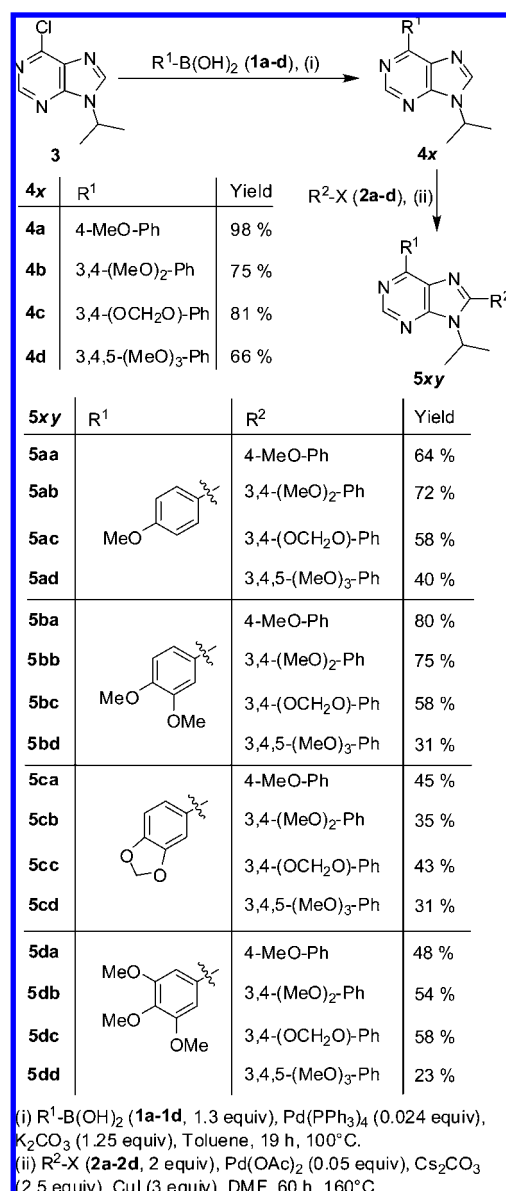 Cl
N N N N
3
R¹-B(OH)₂ (1a-d), (i)
R¹
N N N N
4x
R²-X (2a-d), (ii)
R¹
N N N N R²
5xy
4x R¹ Yield
4a 4-MeO-Ph 98 %
4b 3,4-(MeO)₂-Ph 75 %
4c 3,4-(OCH₂O)-Ph 81 %
4d 3,4,5-(MeO)₃-Ph 66 %
5xy R¹ R² Yield
5aa 4-MeO-Ph 64 %
5ab 3,4-(MeO)₂-Ph 72 %
MeO
5ac 3,4-(OCH₂O)-Ph 58 %
5ad 3,4,5-(MeO)₃-Ph 40 %
5ba 4-MeO-Ph 80 %
5bb 3,4-(MeO)₂-Ph 75 %
MeO
OMe
5bc 3,4-(OCH₂O)-Ph 58 %
5bd 3,4,5-(MeO)₃-Ph 31 %
5ca 4-MeO-Ph 45 %
5cb 3,4-(MeO)₂-Ph 35 %
O
O
5cc 3,4-(OCH₂O)-Ph 43 %
5cd 3,4,5-(MeO)₃-Ph 31 %
5da 4-MeO-Ph 48 %
MeO
5db 3,4-(MeO)₂-Ph 54 %
MeO
OMe
5dc 3,4-(OCH₂O)-Ph 58 %
5dd 3,4,5-(MeO)₃-Ph 23 %
(i) R¹-B(OH)₂ (1a-1d, 1.3 equiv), Pd(PPh₃)₄ (0.024 equiv),
K₂CO₃ (1.25 equiv), Toluene, 19 h, 100°C.
(ii) R²-X (2a-2d, 2 equiv), Pd(OAc)₂ (0.05 equiv), Cs₂CO₃
(2.5 equiv), CuI (3 equiv), DMF, 60 h, 160°C